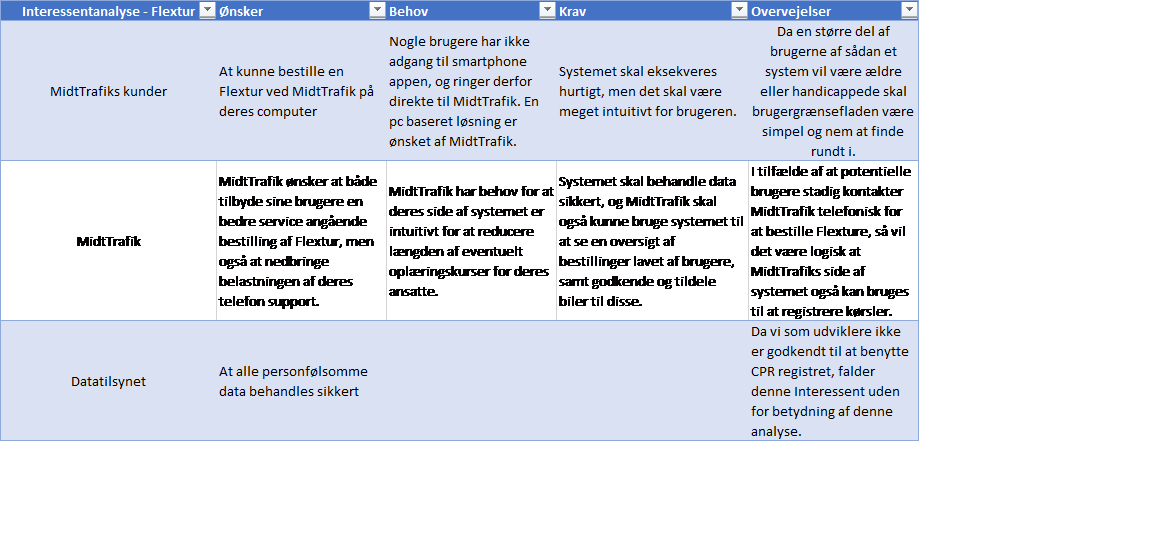 Interessentanalyse - Flextur
Ønsker
Behov
Krav
Overvejelser
MidtTrafiks kunder
At kunne bestille en
Flextur ved MidtTrafik på
deres computer
Nogle brugere har ikke
adgang til smartphone
appen, og ringer derfor
direkte til MidtTrafik. En
pc baseret løsning er
ønsket af MidtTrafik.
Systemet skal eksekveres
hurtigt, men det skal være
meget intuitivt for brugeren.
Da en større del af
brugerne af sådan et
system vil være ældre
eller handicappede skal
brugergrænsefladen være
simpel og nem at finde
rundt i.
MidtTrafik
MidtTrafik ønsker at både
tilbyde sine brugere en
bedre service angående
bestilling af Flextur, men
også at nedbringe
belastningen af deres
telefon support.
MidtTrafik har behov for at
deres side af systemet er
intuitivt for at reducere
længden af eventuelt
oplæringskurser for deres
ansatte.
Systemet skal behandle data
sikkert, og MidtTrafik skal
også kunne bruge systemet til
at se en oversigt af
bestillinger lavet af brugere,
samt godkende og tildele
biler til disse.
I tilfælde af at potentielle
brugere stadig kontakter
MidtTrafik telefonisk for
at bestille Flexture, så vil
det være logisk at
MidtTrafiks side af
systemet også kan bruges
til at registrere kørsler.
Datatilsynet
At alle personfølsomme
data behandles sikkert
Da vi som udviklere ikke
er godkendt til at benytte
CPR registret, falder
denne Interessent uden
for betydning af denne
analyse.